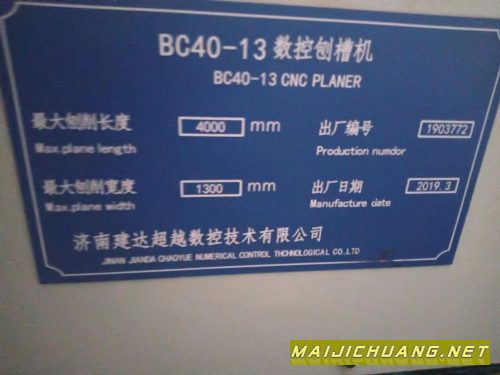 BC40-13 数控刨槽机
BC40-13 CNC PLANER
最大刨削长度 4000 mm 出厂编号 1903772
Max.plane length Production numdor
最大刨削宽度 1300 mm 出厂日期 2019.3
Max.plane width Manufacture date
济南建达超越数控技术有限公司
JINAN JIANDA CHAOYUE NUMERICAL CONTROL THCHNOLOGICAL CO.LTD
MAIJICHUANG.NET